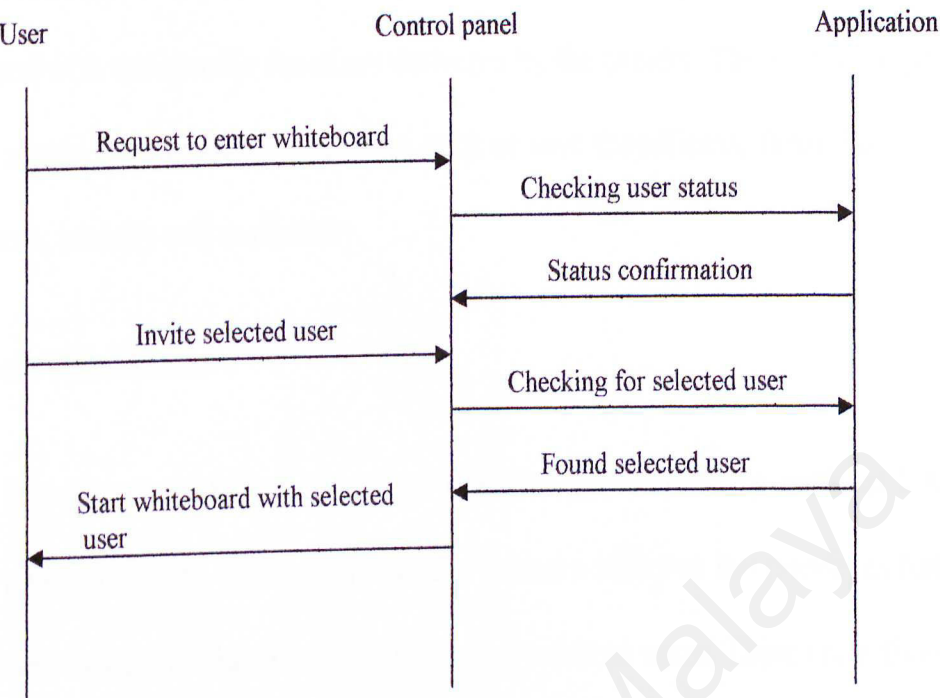 User Control panel Application
Request to enter whiteboard
Checking user status
Status confirmation
Invite selected user
Checking for selected user
Found selected user
Start whiteboard with selected
user
Malaya